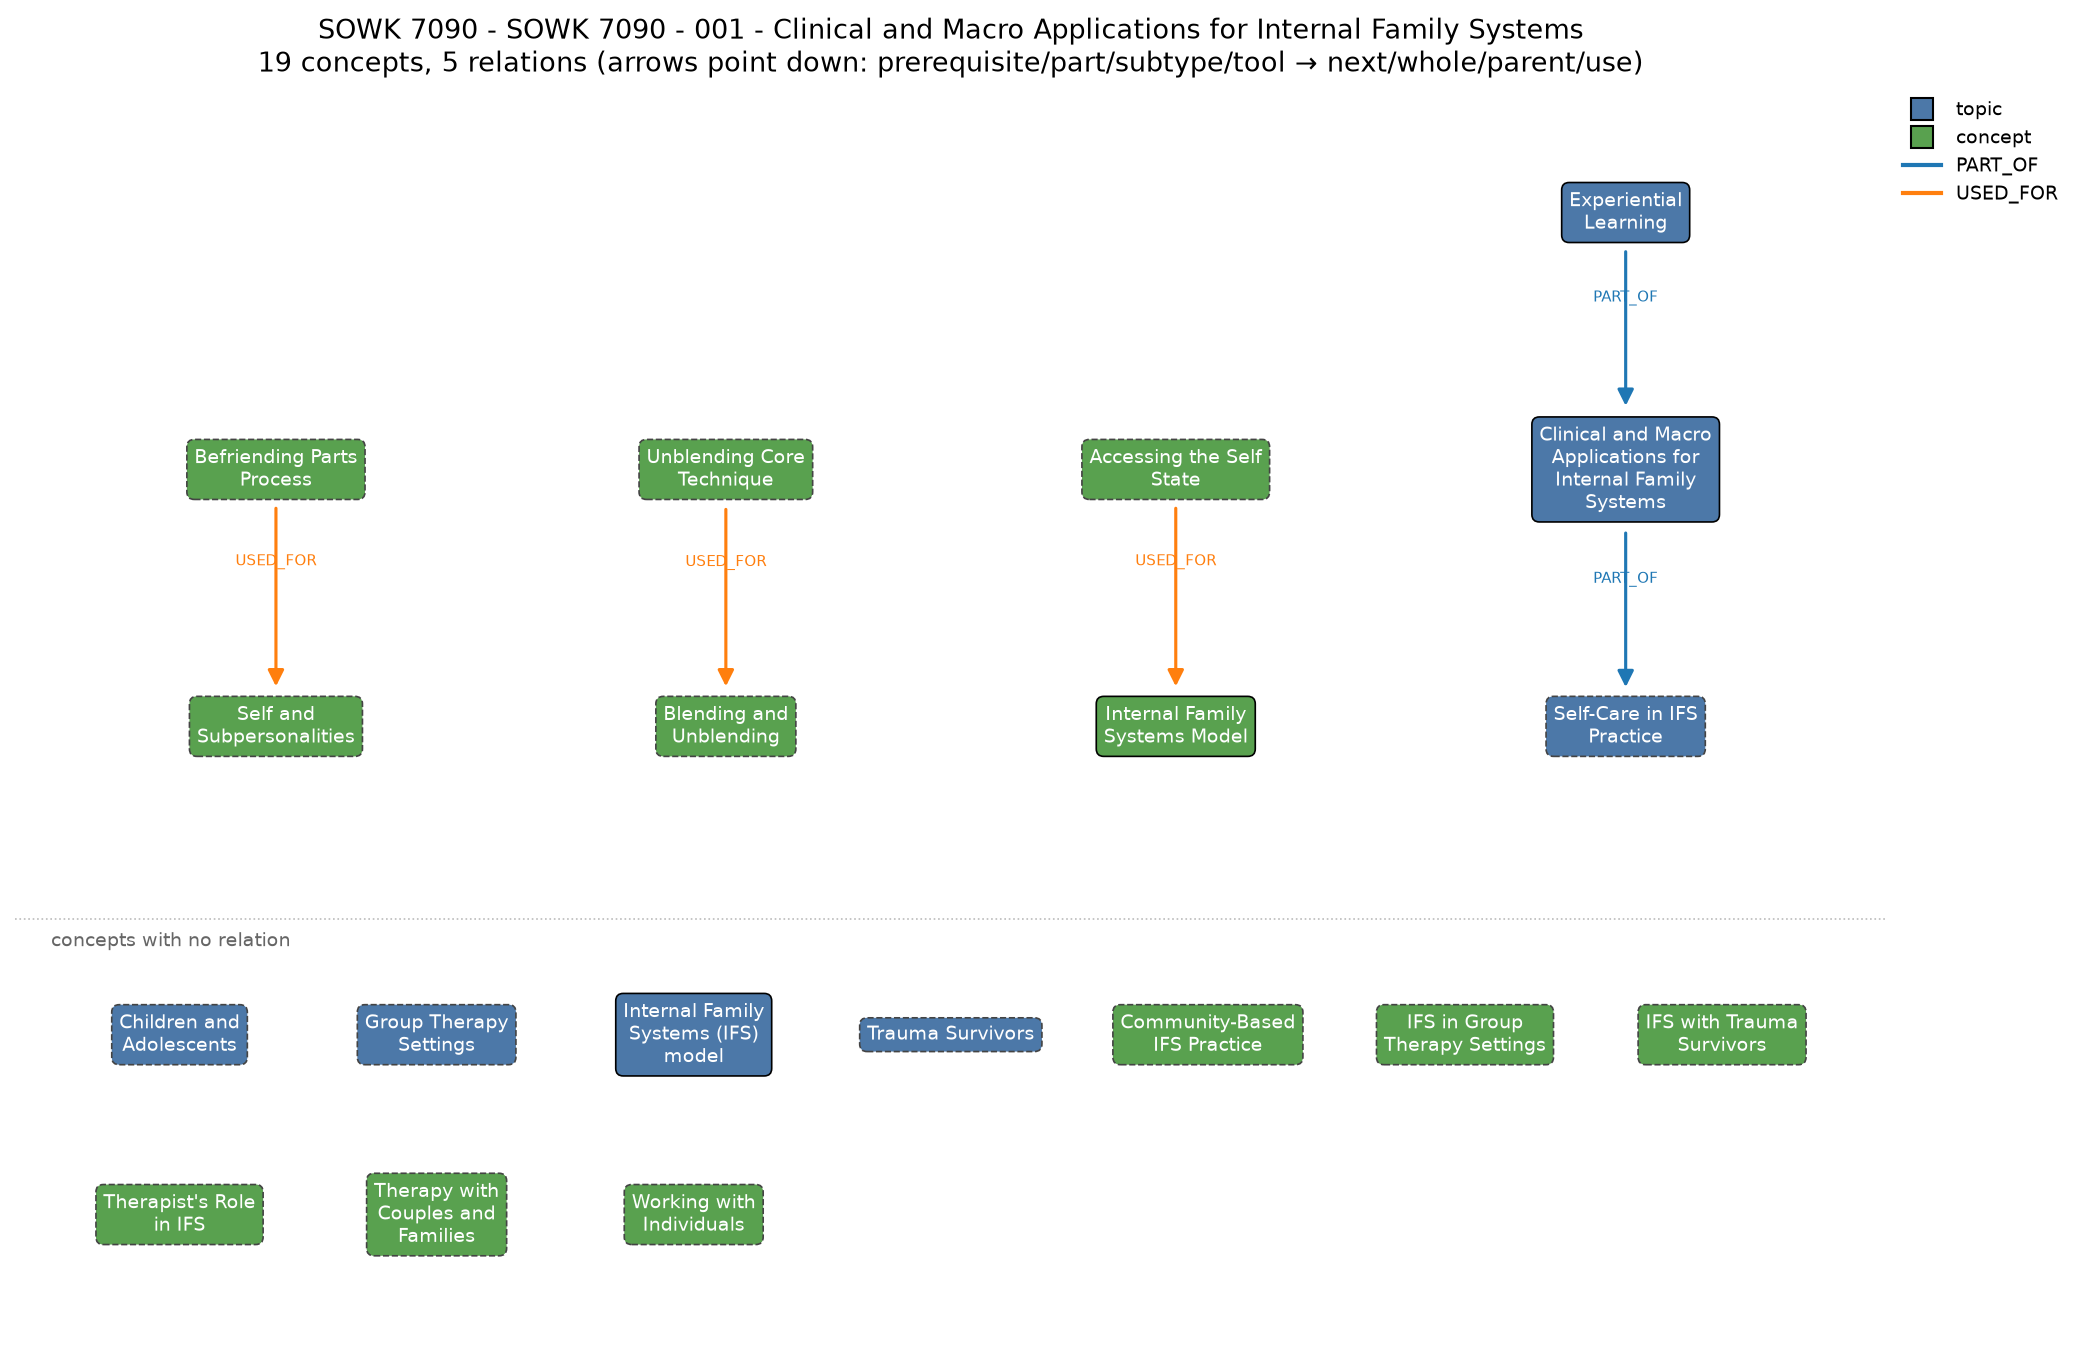 SOWK 7090 - SOWK 7090 - 001 - Clinical and Macro Applications for Internal Family Systems
19 concepts, 5 relations (arrows point down: prerequisite/part/subtype/tool → next/whole/parent/use)
topic
concept
PART_OF
USED_FOR
Experiential
Learning
PART_OF
Befriending Parts
Process
Unblending Core
Technique
Accessing the Self
State
Clinical and Macro
Applications for
Internal Family
Systems
USED_FOR
USED_FOR
USED_FOR
PART_OF
Self and
Subpersonalities
Blending and
Unblending
Internal Family
Systems Model
Self-Care in IFS
Practice
concepts with no relation
Children and
Adolescents
Group Therapy
Settings
Internal Family
Systems (IFS)
model
Trauma Survivors
Community-Based
IFS Practice
IFS in Group
Therapy Settings
IFS with Trauma
Survivors
Therapist's Role
in IFS
Therapy with
Couples and
Families
Working with
Individuals